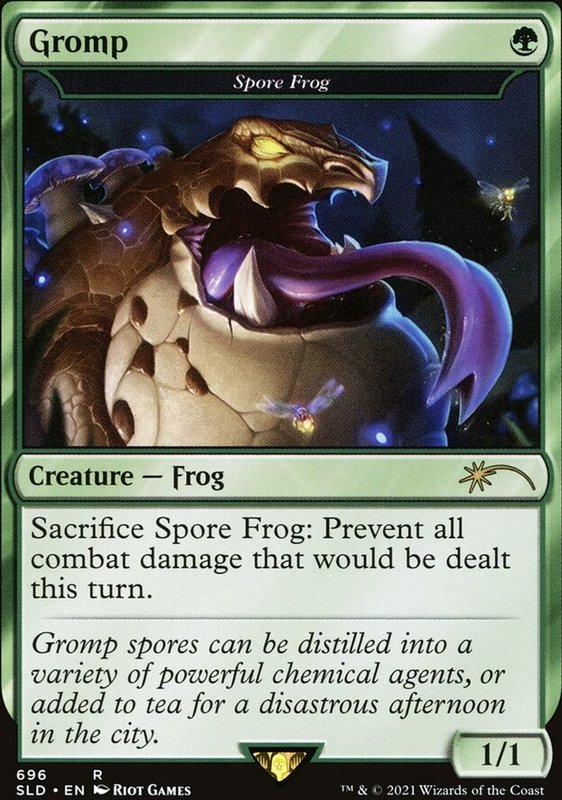 Gromp
Spore Frog
Creature — Frog
Sacrifice Spore Frog: Prevent all
combat damage that would be dealt
this turn.
Gromp spores can be distilled into a
variety of powerful chemical agents, or
added to tea for a disastrous afternoon
in the city.
1/1
696 R
SLD • EN Riot Games
™ & © 2021 Wizards of the Coast